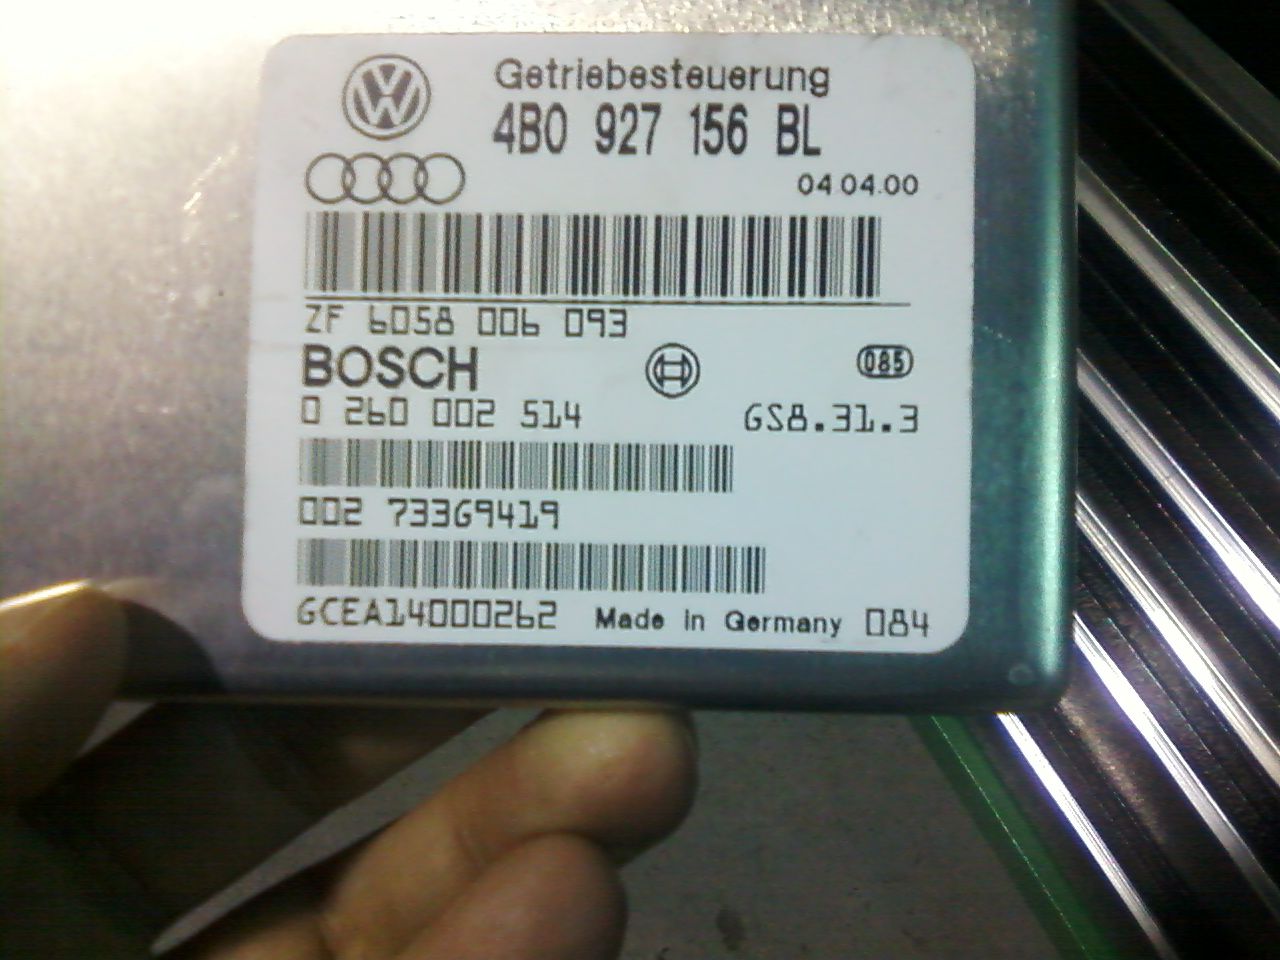 Getriebesteuerung
4B0 927 156 BL
04 04.00
ZF 6058 006 093
BOSCH
085
0 260 002 514 GS8.31.3
002 73369419
GCEA14000262 Made in Germany 084